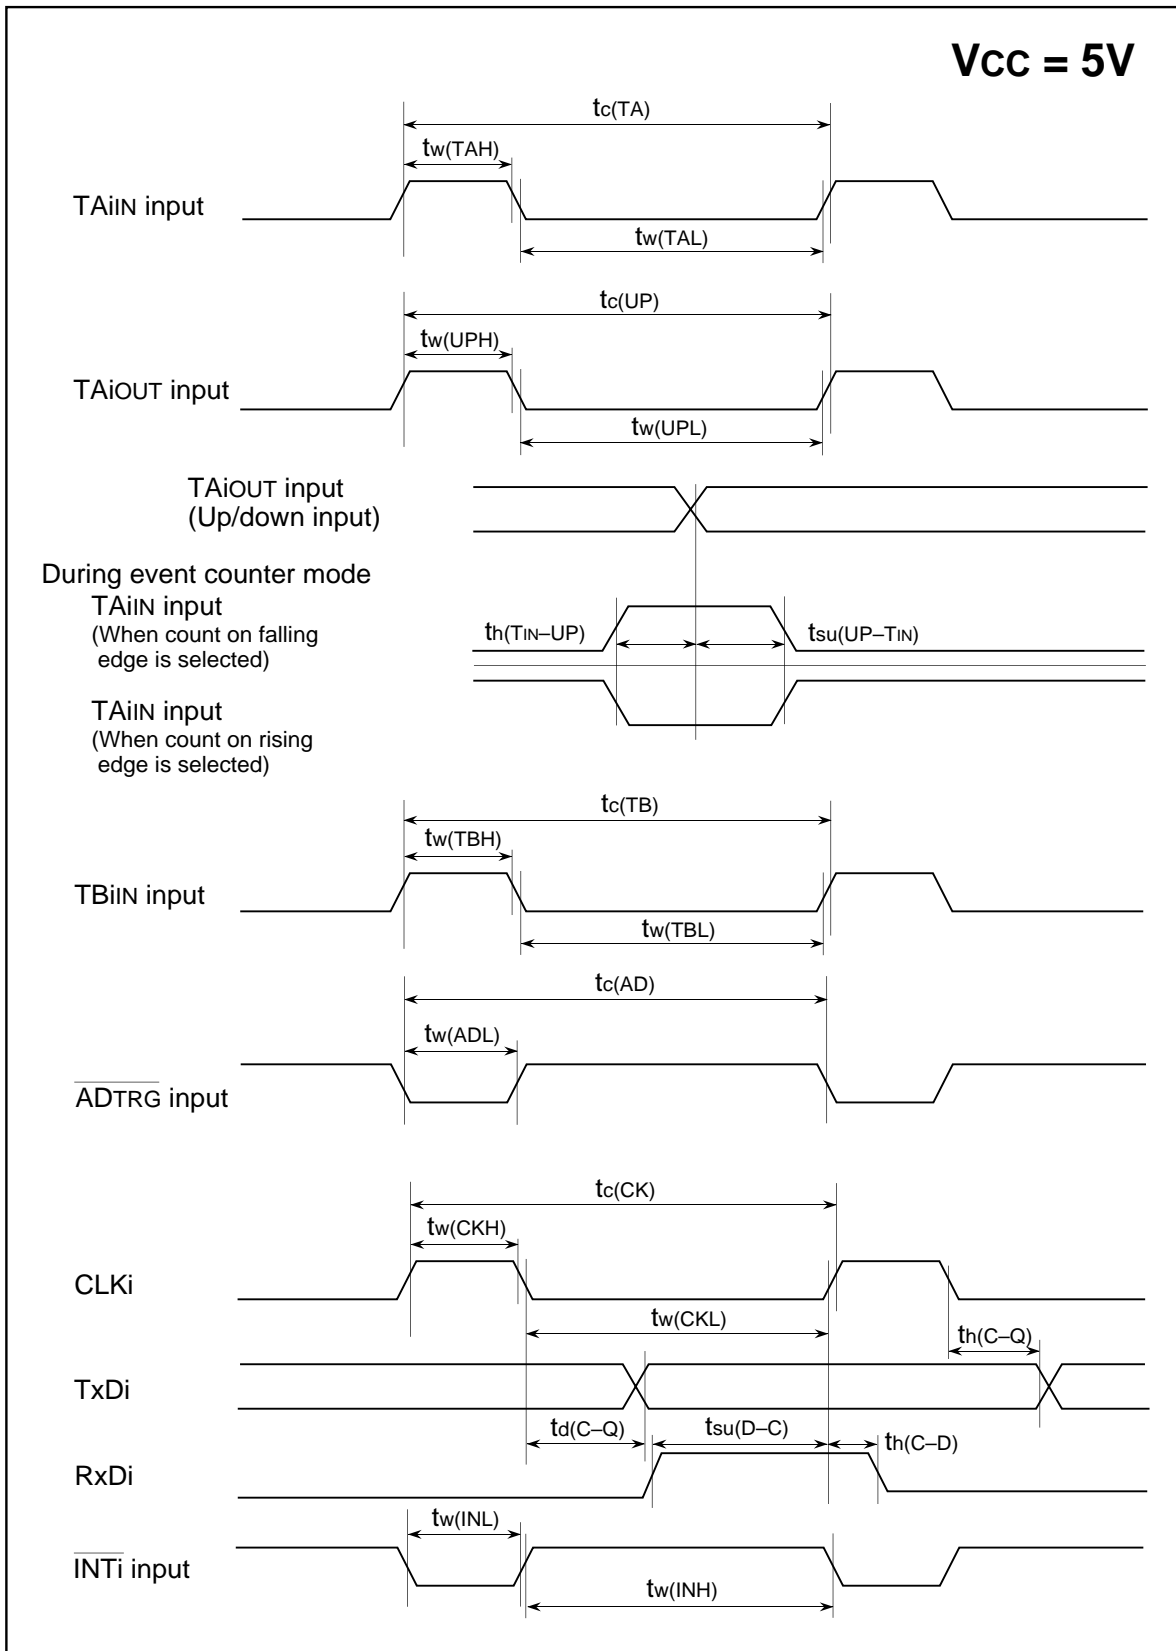 VCC = 5V
tc(TA)
tw(TAH)
TAiIN input
tw(TAL)
tc(UP)
tw(UPH)
TAiOUT input
tw(UPL)
TAiOUT input
(Up/down input)
During event counter mode
TAiIN input
(When count on falling
edge is selected)
th(TIN–UP)
tsu(UP–TIN)
TAiIN input
(When count on rising
edge is selected)
tc(TB)
tw(TBH)
TBiIN input
tw(TBL)
tc(AD)
tw(ADL)
ADTRG input
tc(CK)
tw(CKH)
CLKi
tw(CKL)
th(C–Q)
TxDi
td(C–Q)
tsu(D–C)
th(C–D)
RxDi
tw(INL)
INTi input
tw(INH)